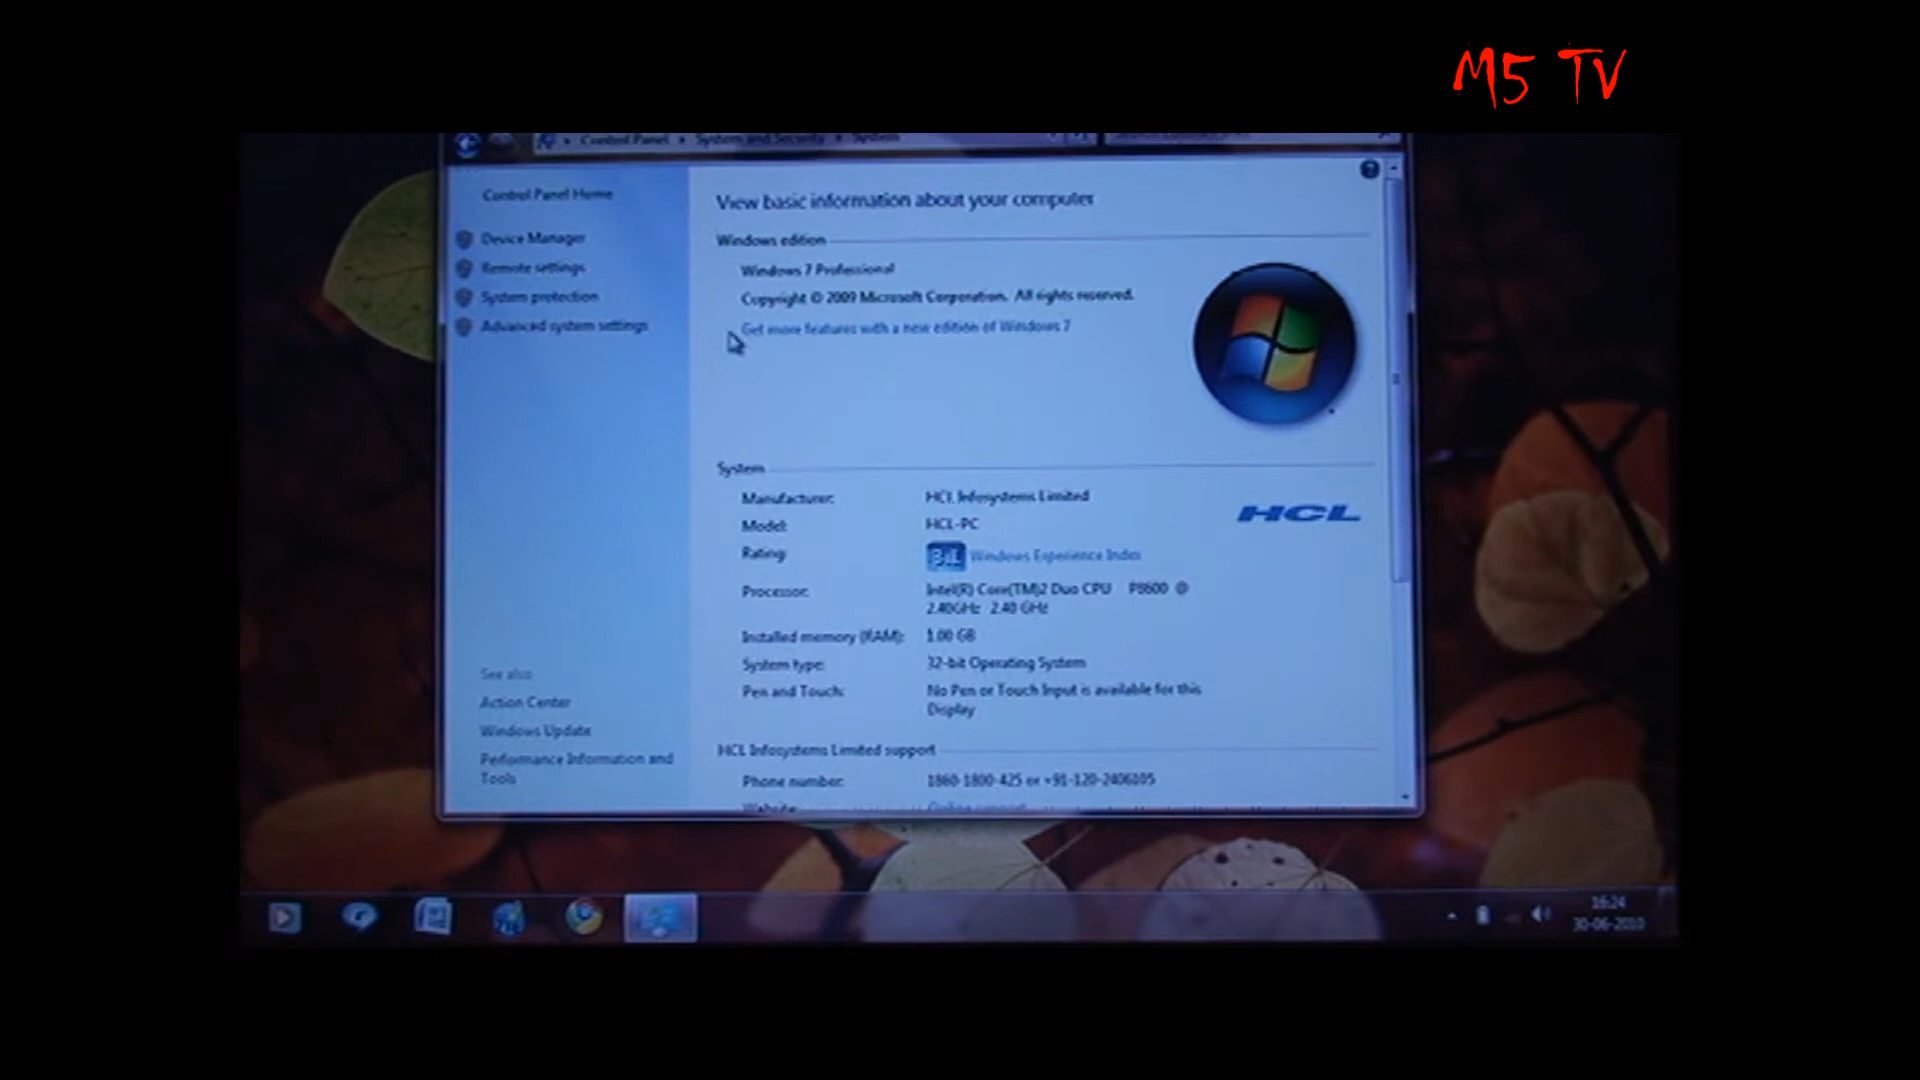 M5 TV
Control Panel System and Security System
Control Panel Home
Device Manager
Remote settings
System protection
Advanced system settings
See also
Action Center
Windows Update
Performance Information and
Tools
View basic information about your computer
Windows edition
Windows 7 Professional
Copyright © 2009 Microsoft Corporation. All rights reserved.
Get more features with a new edition of Windows 7
System
Manufacturer: HCL Infosystems Limited
HCL
Model: HCL-PC
Rating: Windows Experience Index
Processor: Intel(R) Core(TM)2 Duo CPU P8600 @
2.40GHz 2.40 GHz
Installed memory (RAM): 1.00 GB
System type: 32-bit Operating System
Pen and Touch: No Pen or Touch Input is available for this
Display
HCL Infosystems Limited support
Phone number: 1860-1800-425 or +91-120-2406105
Website: Online support
16:24
30-06-2010